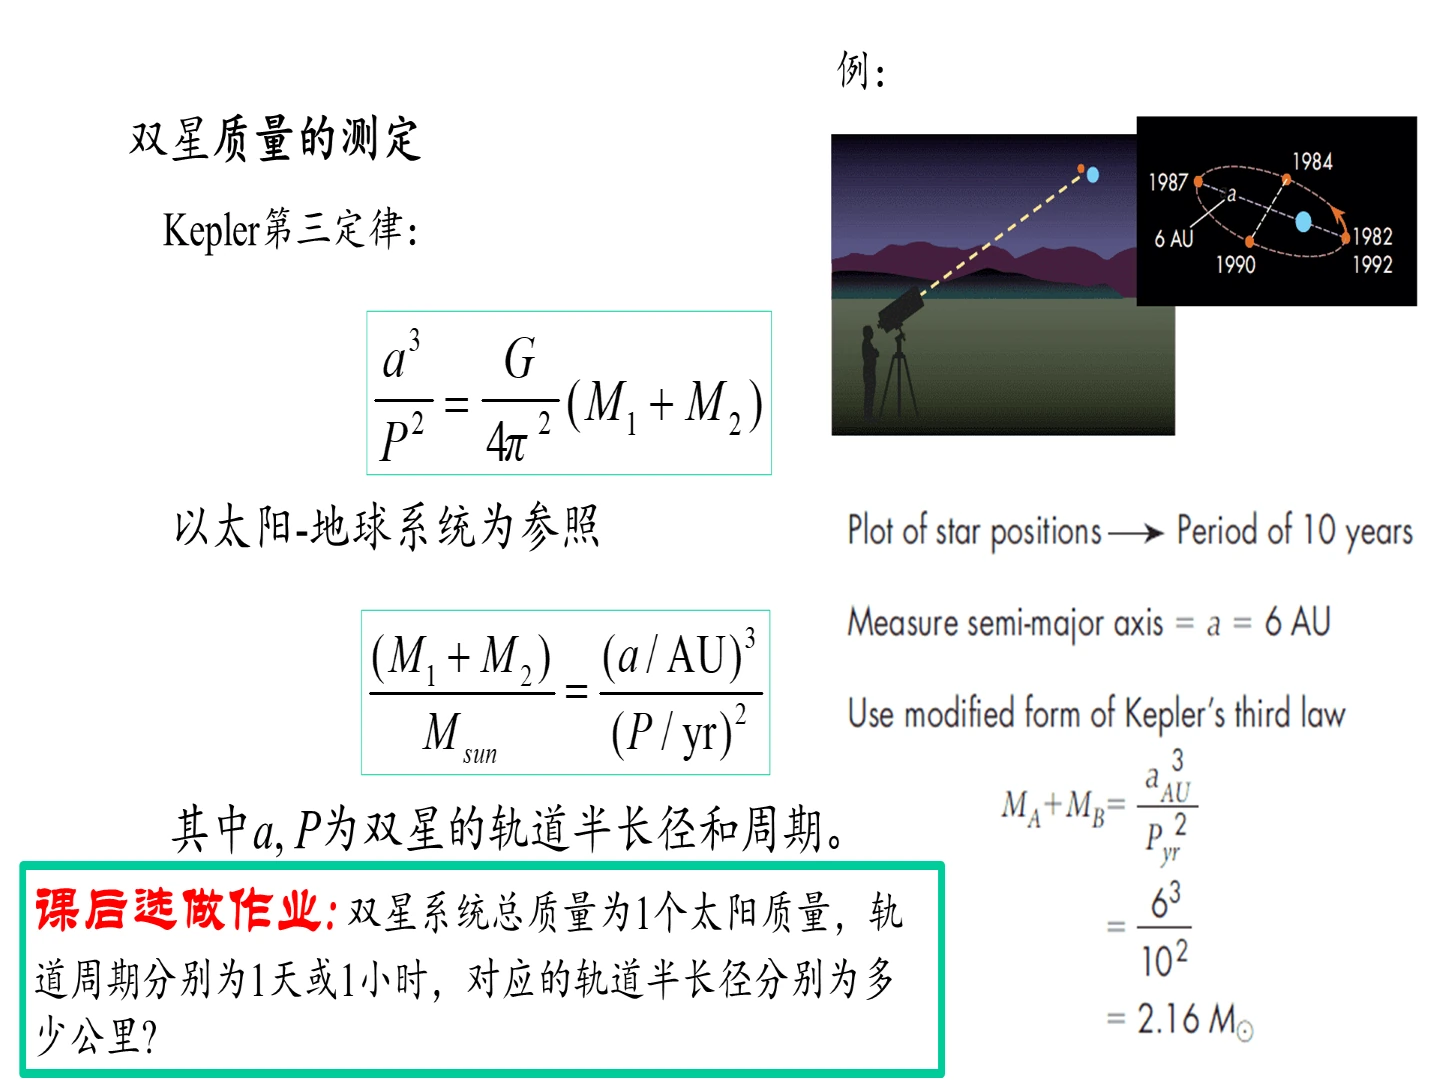 双星质量的测定
Kepler第三定律：
a³/P² = G/4π² (M₁ + M₂)
以太阳-地球系统为参照
(M₁ + M₂)/M_sun = (a / AU)³/(P / yr)²
其中a, P为双星的轨道半长径和周期。
课后选做作业：双星系统总质量为1个太阳质量，轨
道周期分别为1天或1小时，对应的轨道半长径分别为多
少公里?
例：
1984
1987
a
6 AU
1982
1990
1992
Plot of star positions → Period of 10 years
Measure semi-major axis = a = 6 AU
Use modified form of Kepler's third law
M_A+M_B= a_AU³/P_yr²
= 6³/10²
= 2.16 M⊙